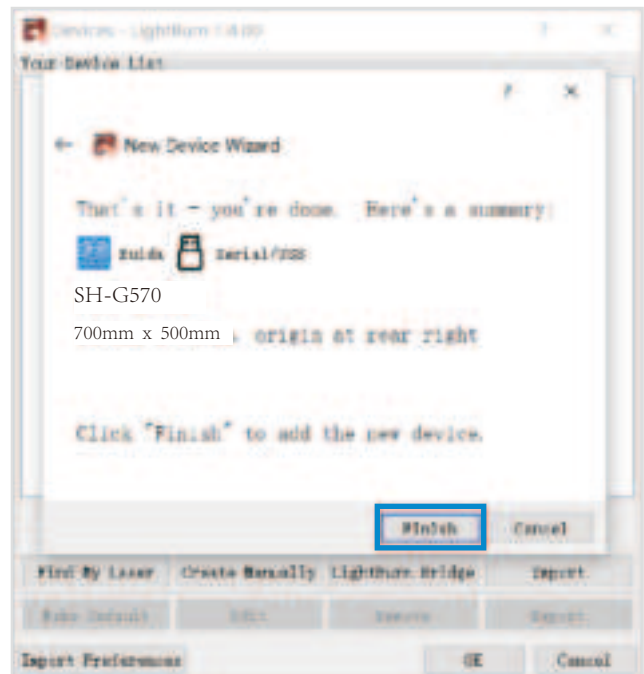 Devices - LightBurn 1.4.00
Your Device List
New Device Wizard
That's it - you're done. Here's a summary:
Ruida Serial/USB
SH-G570
700mm x 500mm, origin at rear right
Click "Finish" to add the new device.
Finish Cancel
Find My Laser Create Manually LightBurn Bridge Import
Make Default Edit Remove Export
Import Preferences OK Cancel